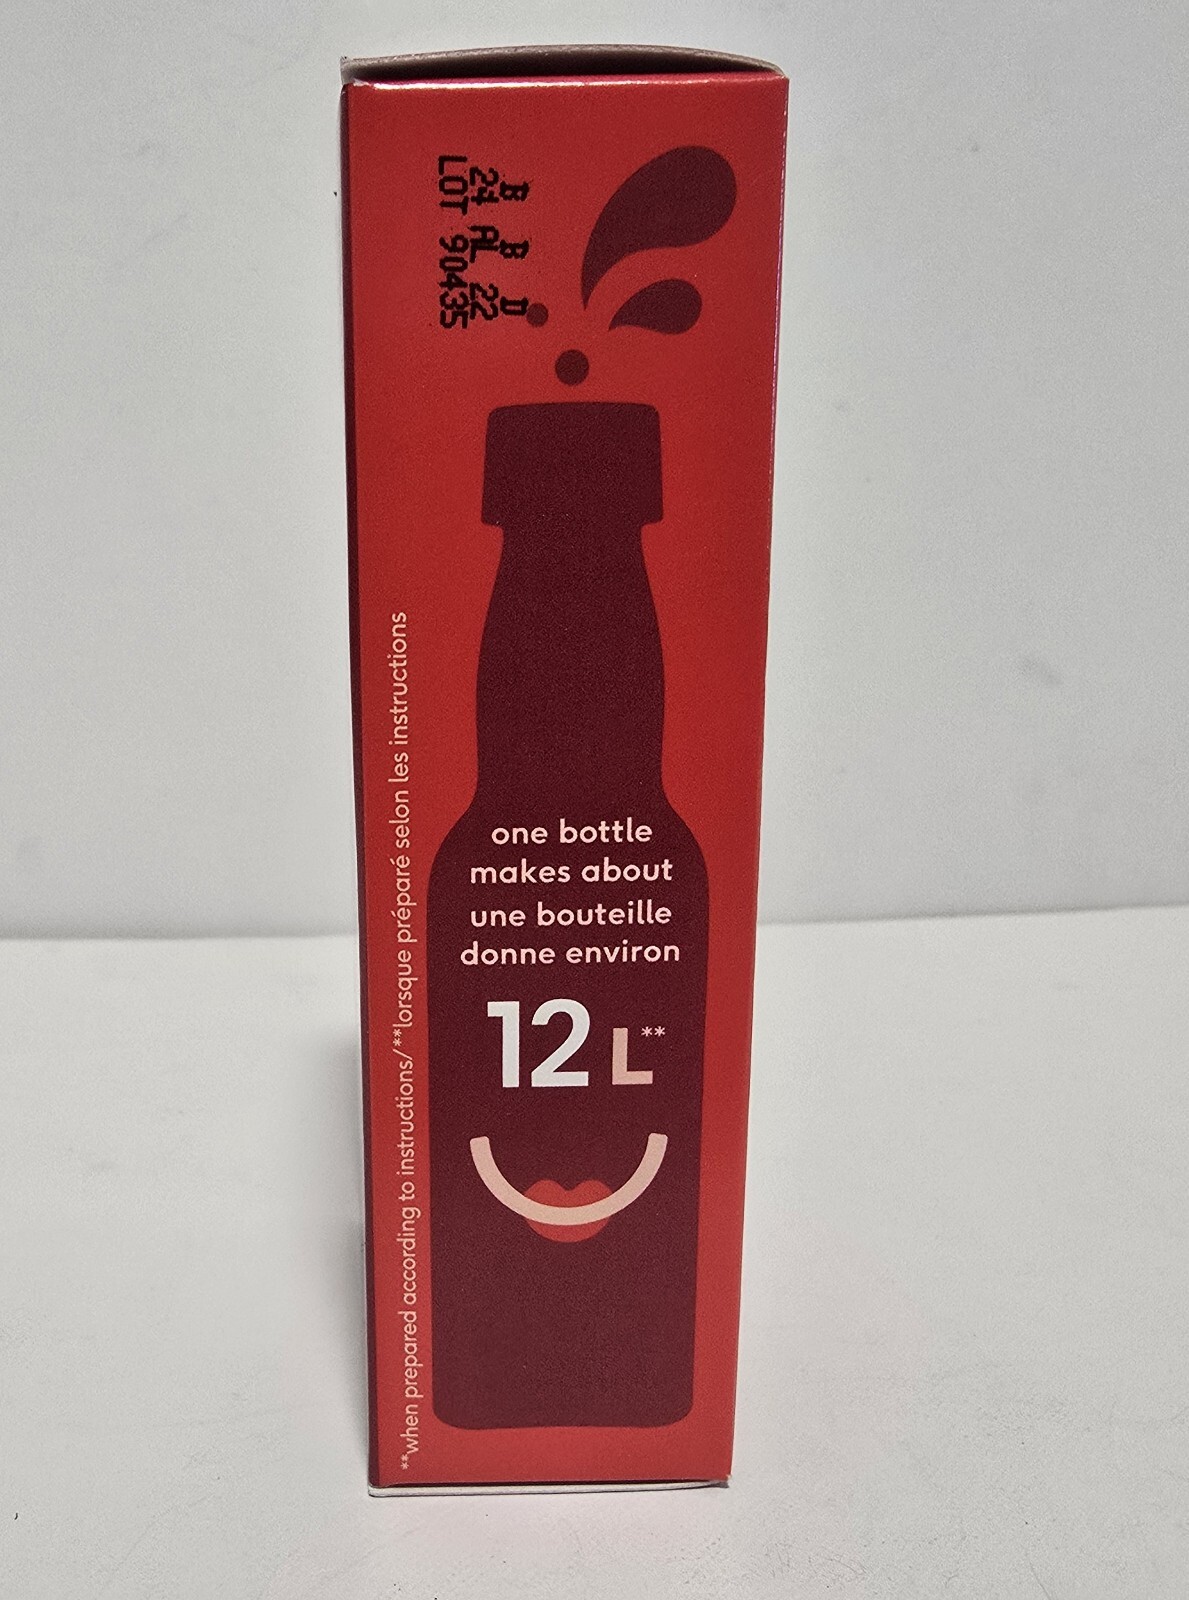 B B D
24 AL 22
LOT 90435
one bottle
makes about
une bouteille
donne environ
12 L**
**when prepared according to instructions/**lorsque préparé selon les instructions